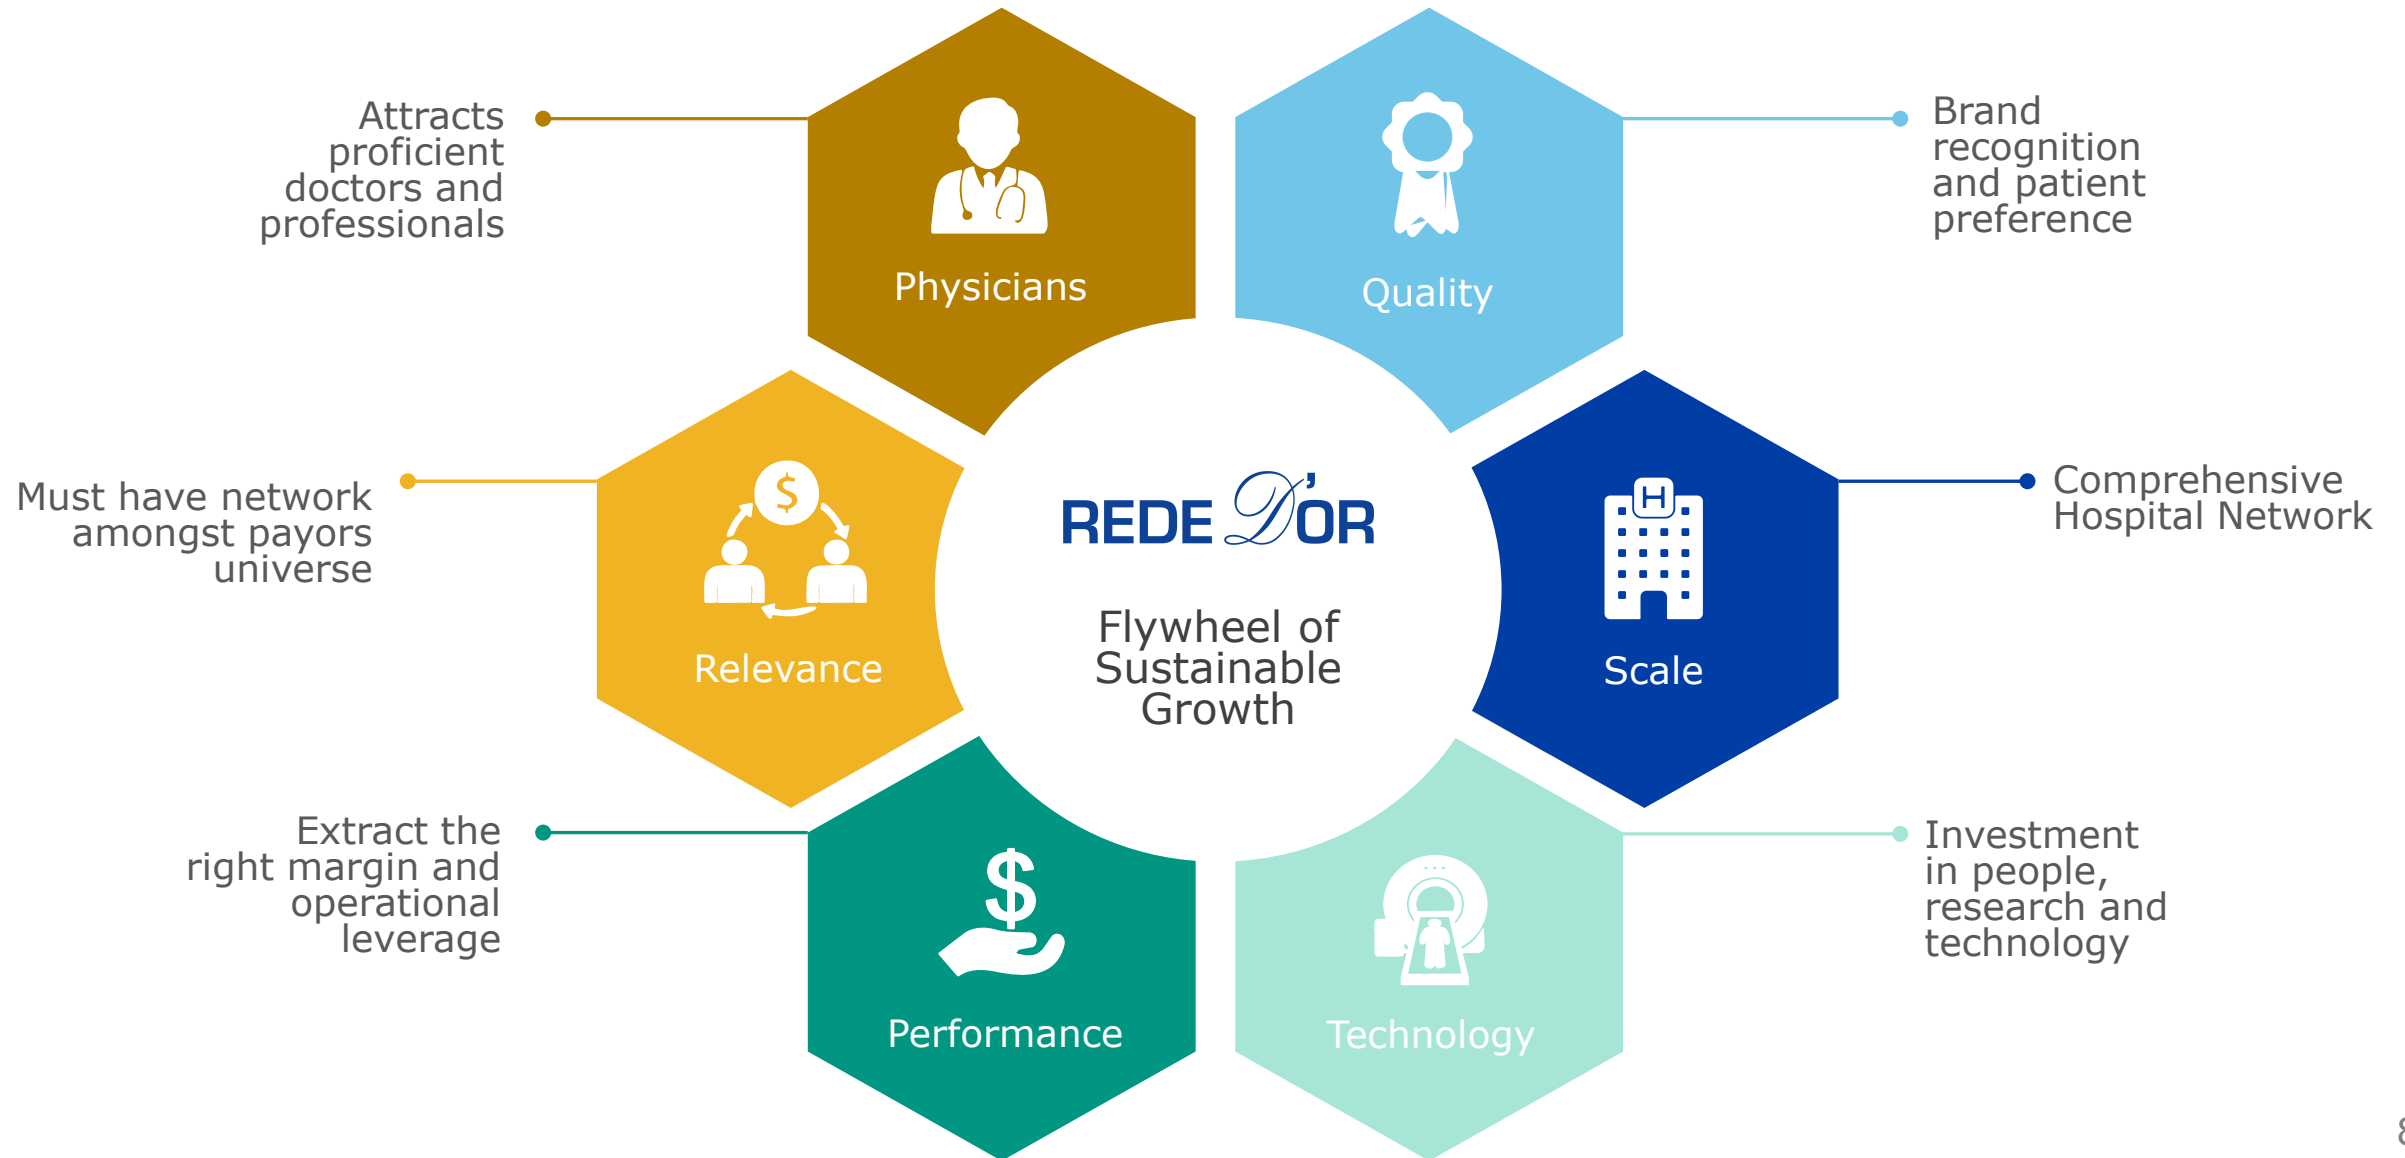 Attracts
proficient
doctors and
professionals
Physicians
Quality
Brand
recognition
and patient
preference
Must have network
amongst payors
universe
$
Relevance
REDE D'OR
Flywheel of
Sustainable
Growth
H
Scale
Comprehensive
Hospital Network
Extract the
right margin and
operational
leverage
$
Performance
Technology
Investment
in people,
research and
technology